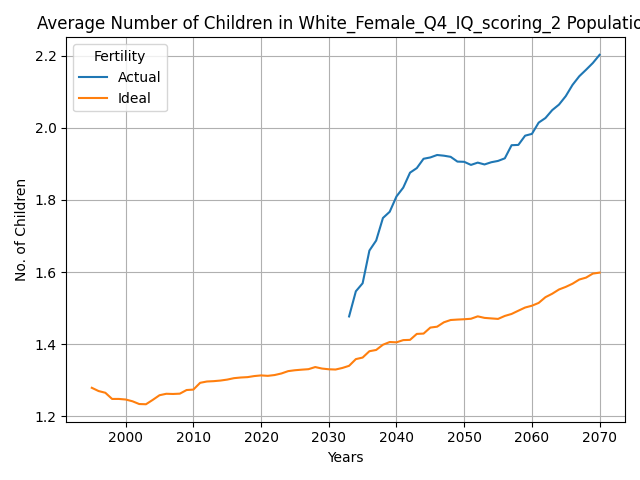 Average Number of Children in White_Female_Q4_IQ_scoring_2 Populatio
Fertility
Actual
Ideal
No. of Children
2.2
2.0
1.8
1.6
1.4
1.2
2000 2010 2020 2030 2040 2050 2060 2070
Years